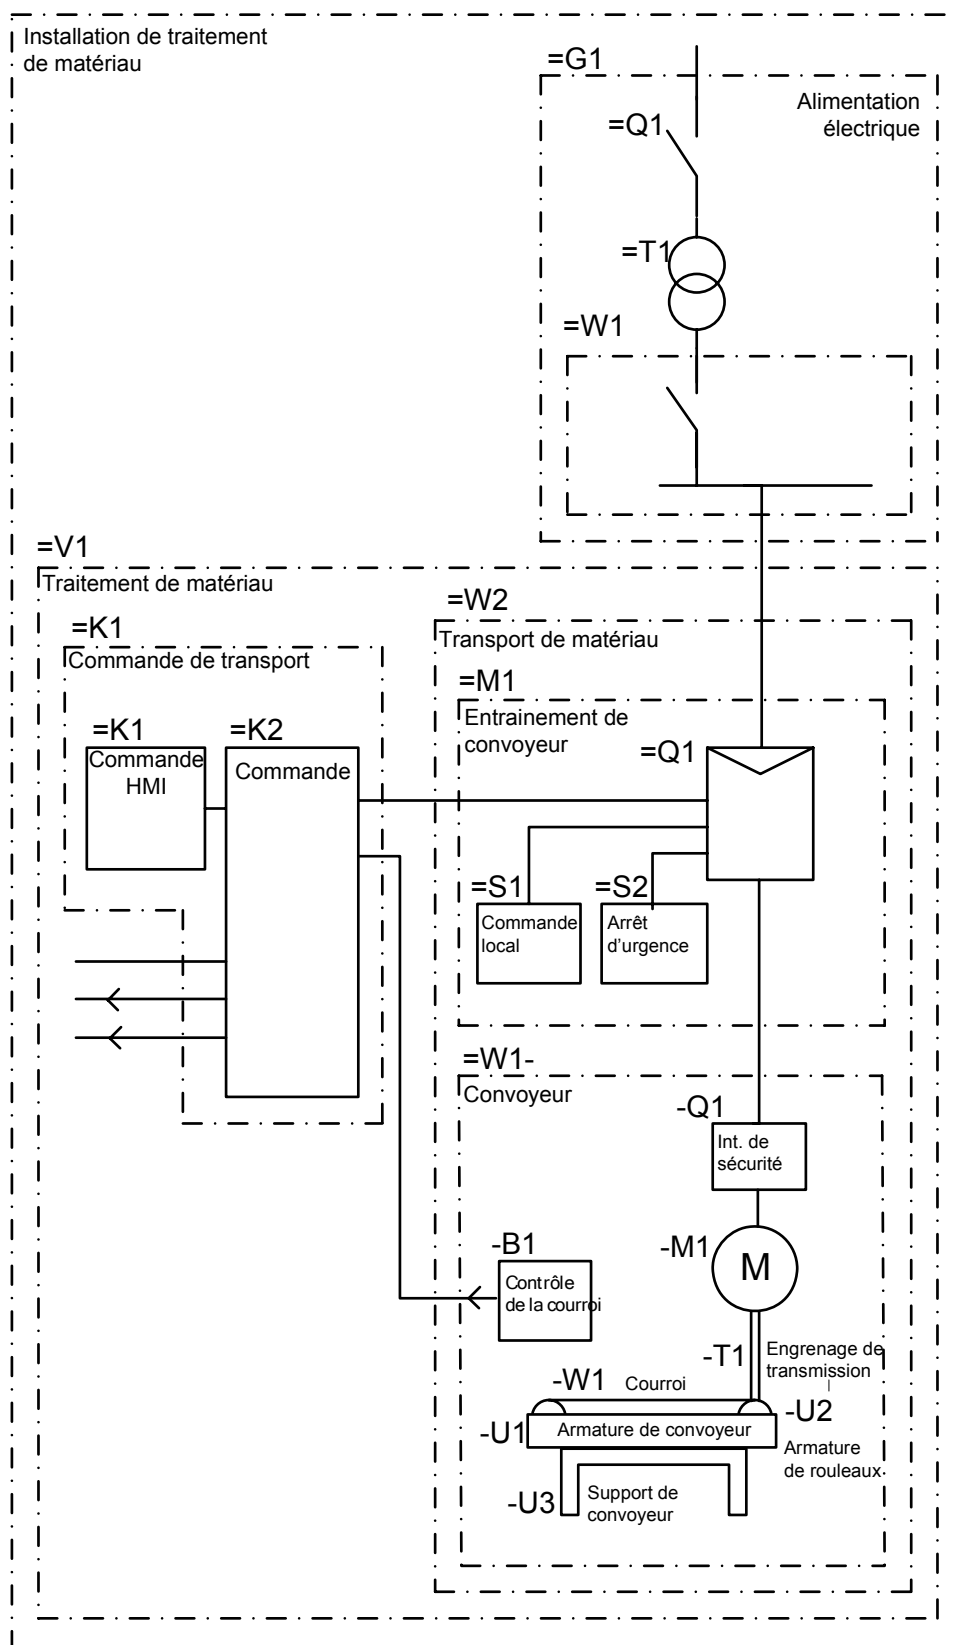 Installation de traitement
de matériau
=G1
Alimentation
électrique
=Q1
=T1
=W1
=V1
Traitement de matériau
=K1
Commande de transport
=K1
Commande
HMI
=K2
Commande
=W2
Transport de matériau
=M1
Entrainement de
convoyeur
=Q1
=S1
Commande
local
=S2
Arrêt
d'urgence
=W1-
Convoyeur
-Q1
Int. de
sécurité
-M1
M
-B1
Contrôle
de la courroi
-T1
Engrenage de
transmission
-W1
Courroi
-U2
-U1
Armature de convoyeur
Armature
de rouleaux
-U3
Support de
convoyeur